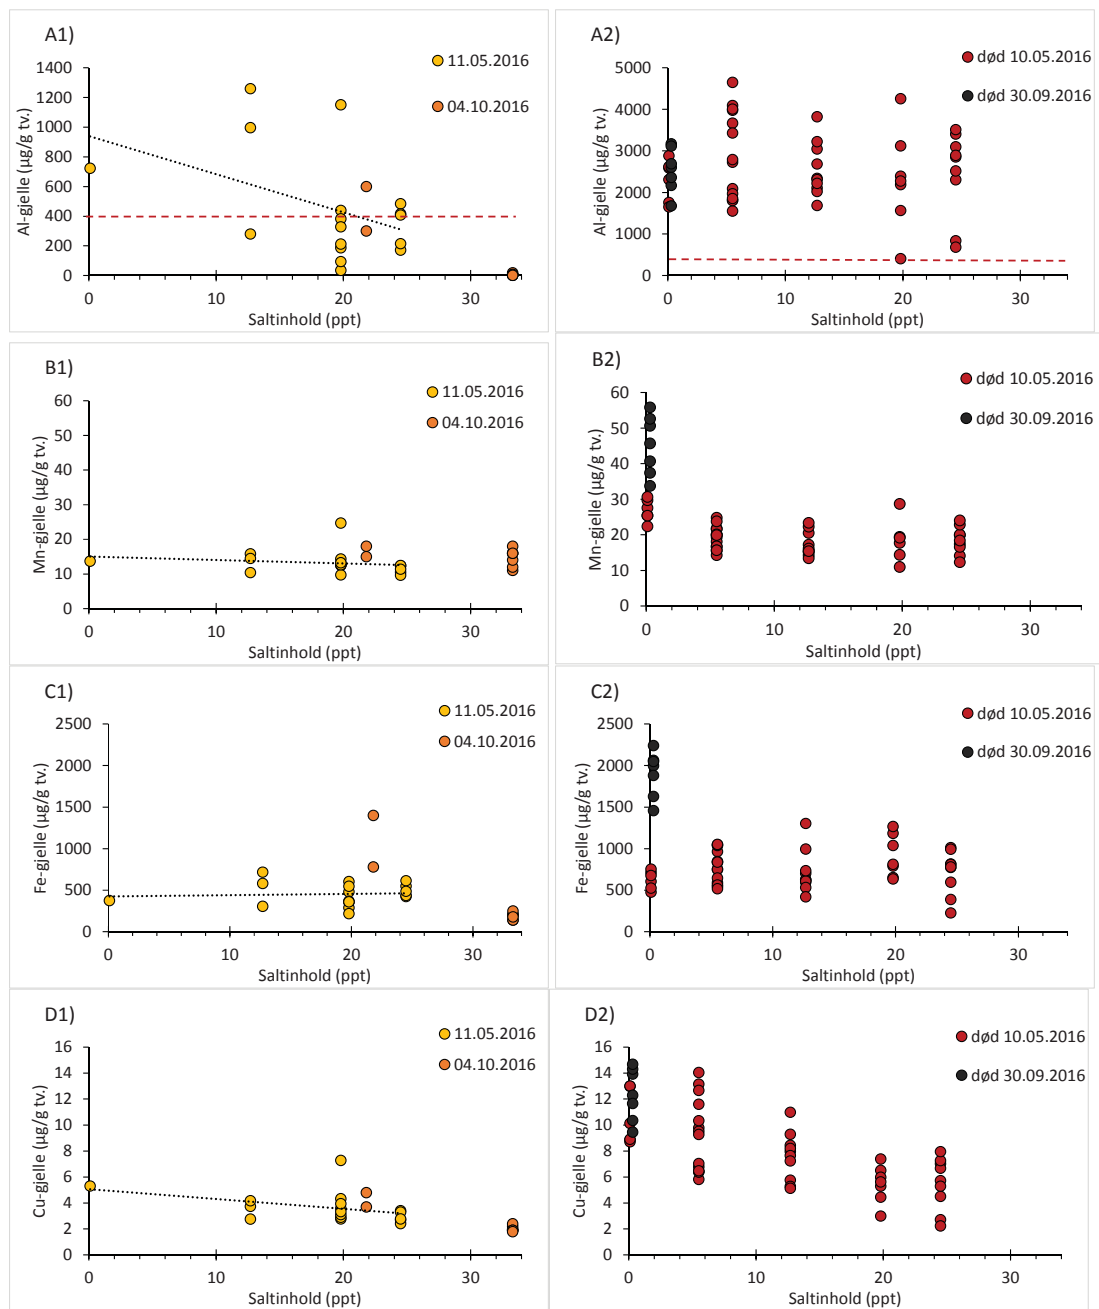 A1)
11.05.2016
04.10.2016
1400
1200
1000
800
600
400
200
0
Al-gjelle (µg/g tv.)
0 10 20 30
Saltinhold (ppt)
A2)
død 10.05.2016
død 30.09.2016
5000
4000
3000
2000
1000
0
Al-gjelle (µg/g tv.)
0 10 20 30
Saltinhold (ppt)
B1)
11.05.2016
04.10.2016
60
50
40
30
20
10
0
Mn-gjelle (µg/g tv.)
0 10 20 30
Saltinhold (ppt)
B2)
død 10.05.2016
død 30.09.2016
60
50
40
30
20
10
0
Mn-gjelle (µg/g tv.)
0 10 20 30
Saltinhold (ppt)
C1)
11.05.2016
04.10.2016
2500
2000
1500
1000
500
0
Fe-gjelle (µg/g tv.)
0 10 20 30
Saltinhold (ppt)
C2)
død 10.05.2016
død 30.09.2016
2500
2000
1500
1000
500
0
Fe-gjelle (µg/g tv.)
0 10 20 30
Saltinhold (ppt)
D1)
11.05.2016
04.10.2016
16
14
12
10
8
6
4
2
0
Cu-gjelle (µg/g tv.)
0 10 20 30
Saltinhold (ppt)
D2)
død 10.05.2016
død 30.09.2016
16
14
12
10
8
6
4
2
0
Cu-gjelle (µg/g tv.)
0 10 20 30
Saltinhold (ppt)